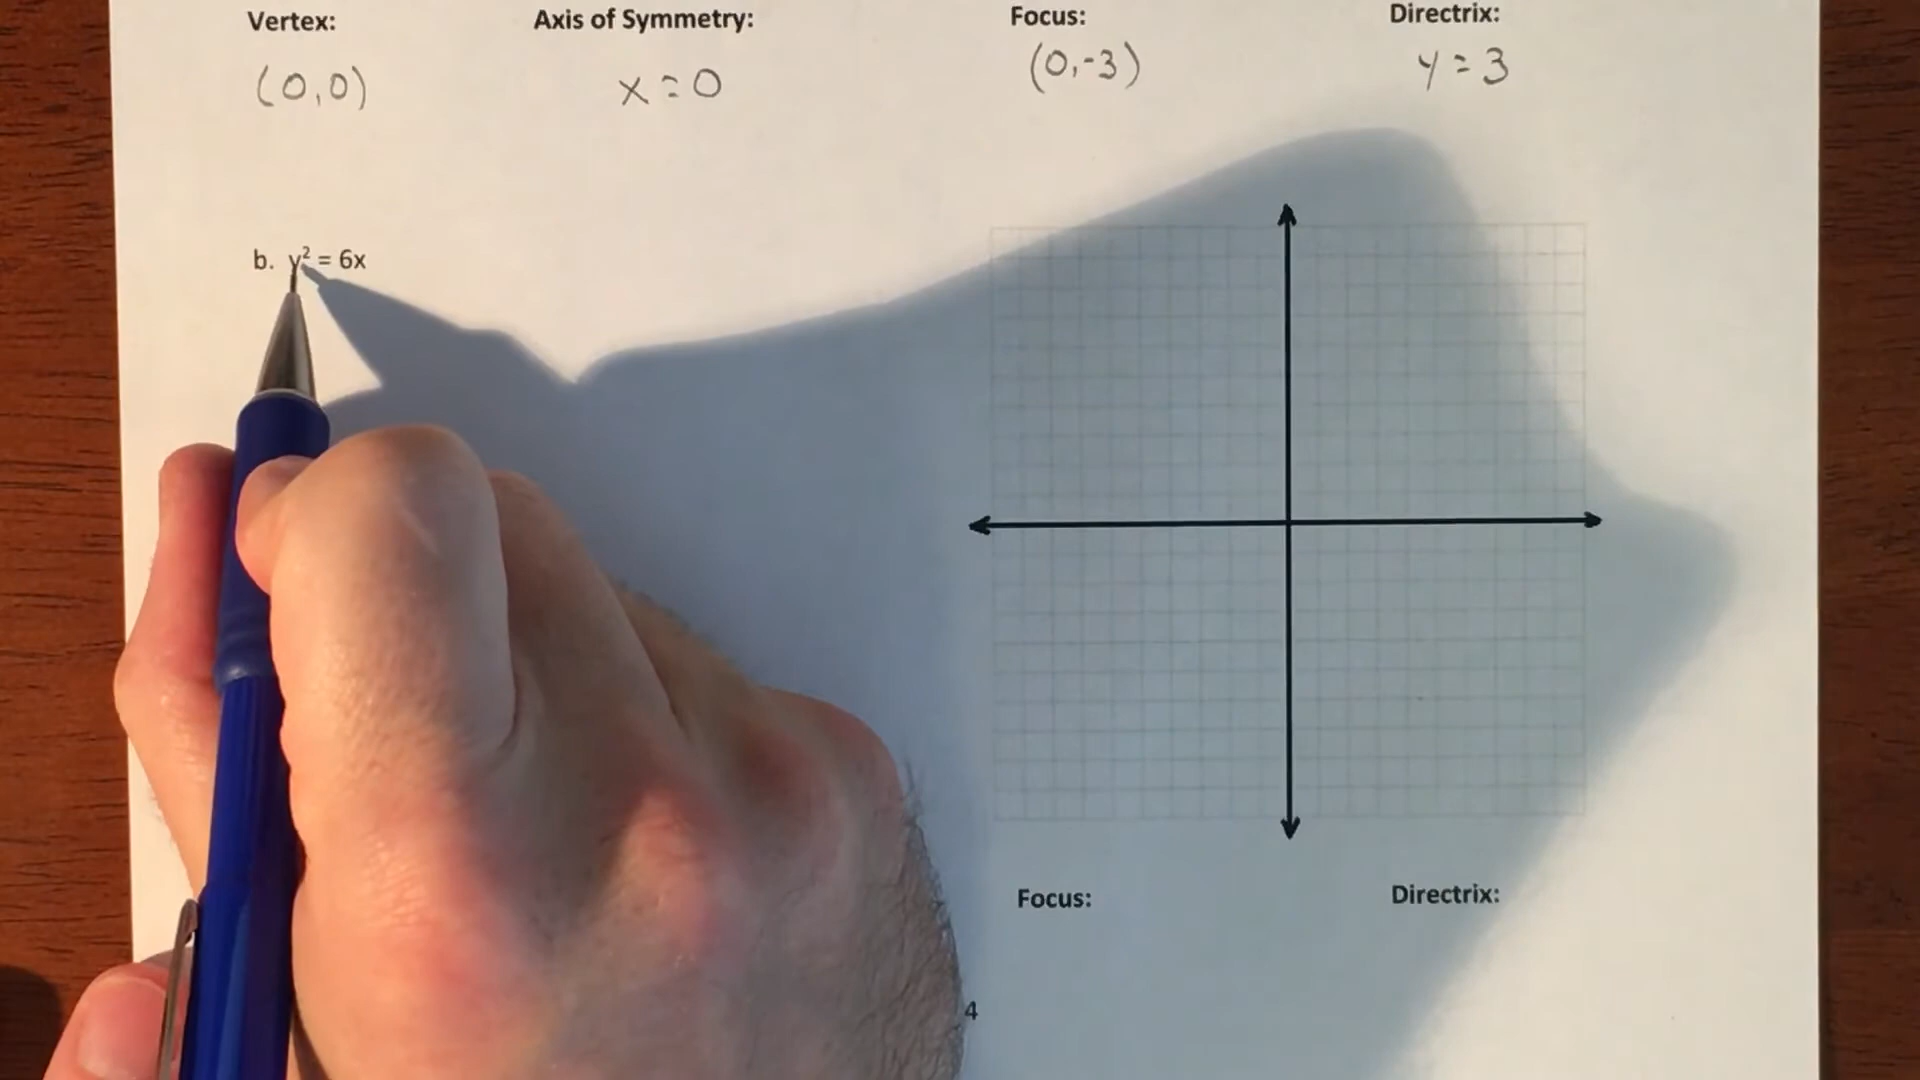 Vertex: Axis of Symmetry: Focus: Directrix:
(0,0) x = 0 (0,-3) y = 3
b. y² = 6x
Focus: Directrix:
4